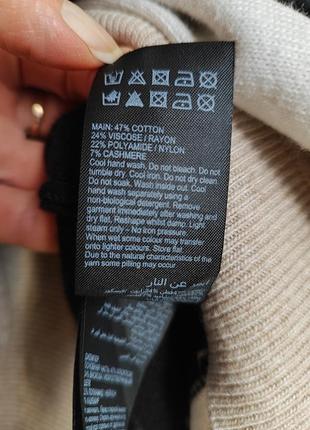 MAIN: 47% COTTON
24% VISCOSE / RAYON
22% POLYAMIDE / NYLON
7% CASHMERE
Cool hand wash. Do not bleach. Do not
tumble dry. Cool iron. Do not dry clean.
Do not soak. Wash inside out. Cool
hand wash separately using a
non-biological detergent. Remove
garment immediately after washing and
dry flat. Reshape whilst damp. Light
steam only – No iron pressure
When wet some colour may transfer
onto lighter colours. Store flat
Due to the natural characteristics of the
yarn some pilling may occur